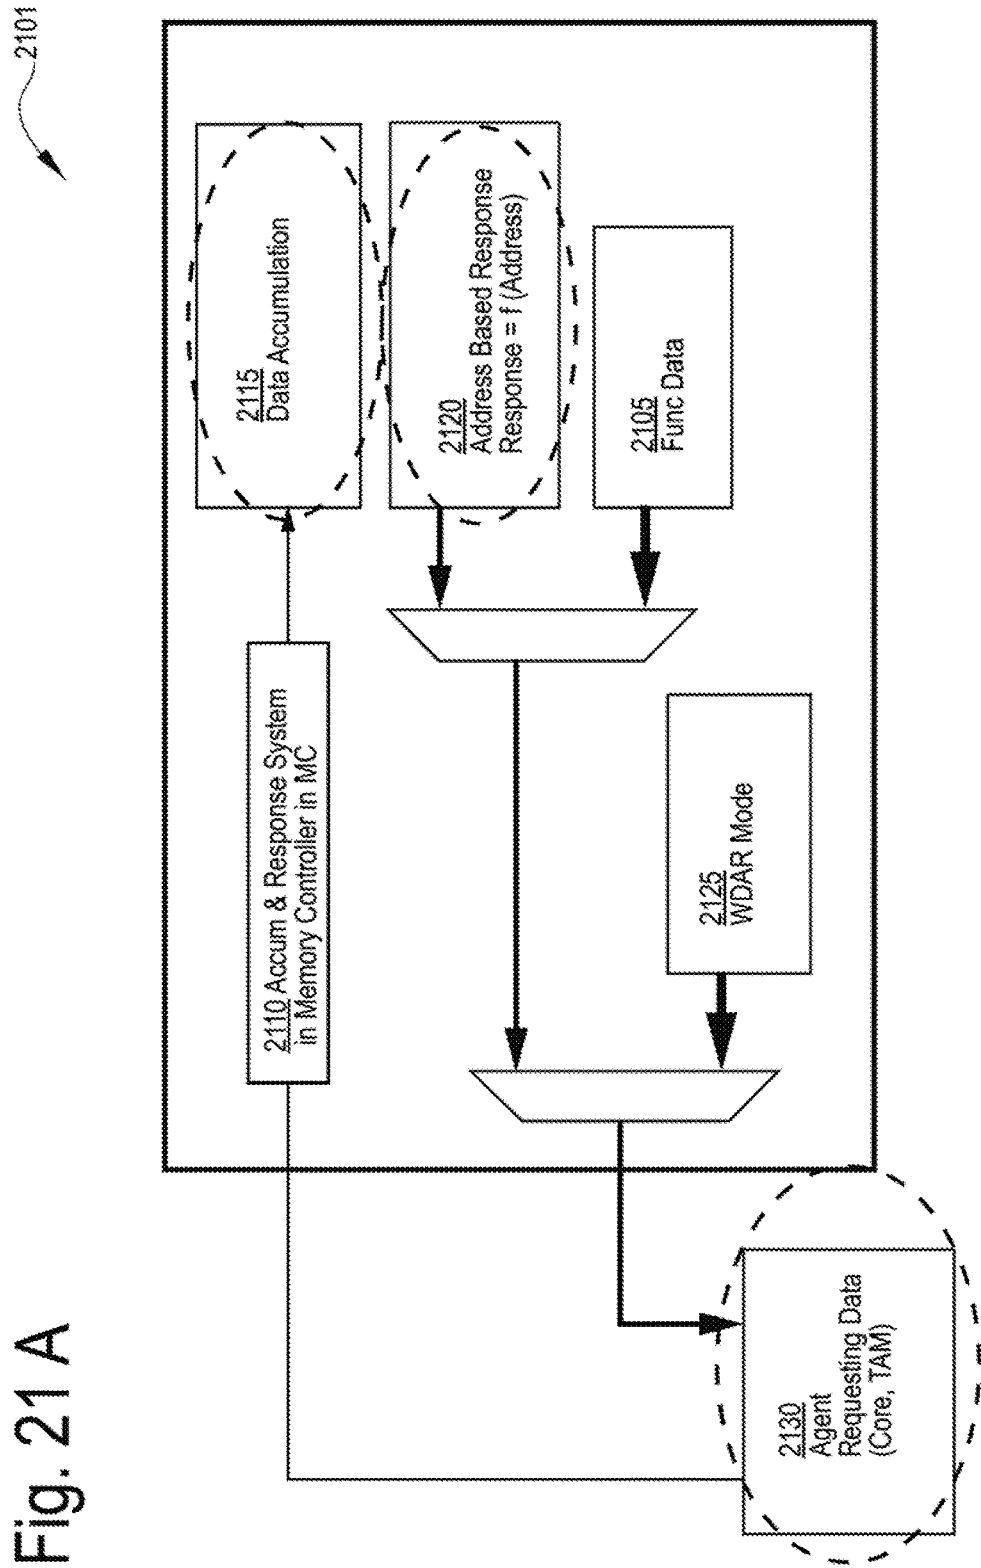 Fig. 21 A
2101
2110 Accum & Response System
in Memory Controller in MC
2115
Data Accumulation
2120
Address Based Response
Response = f (Address)
2105
Func Data
2125
WDAR Mode
2130
Agent
Requesting Data
(Core, TAM)